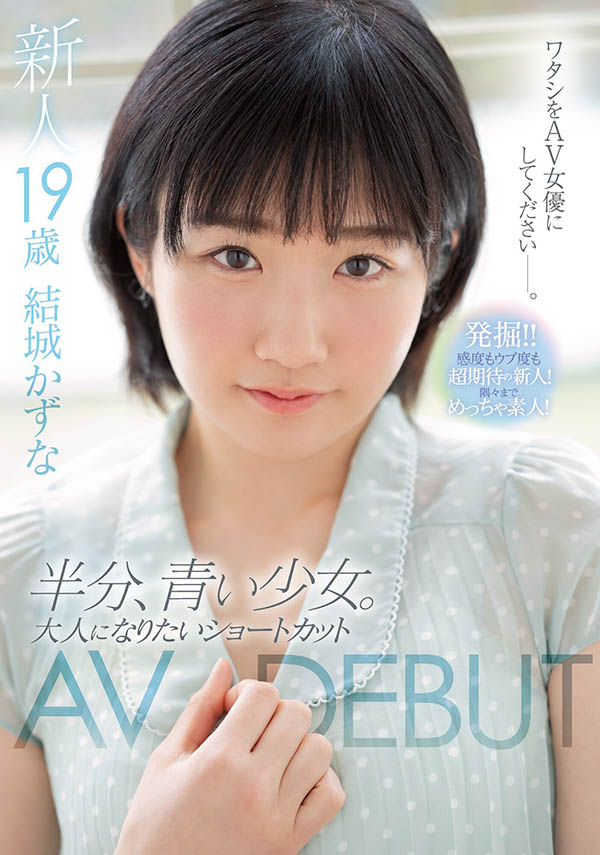 新人
19歳
結城かずな
ワタシをAV女優に
してください──。
発掘!!
感度もウブ度も
超期待の新人!
隅々まで
めっちゃ素人!
半分、青い少女。
大人になりたいショートカット
AV DEBUT